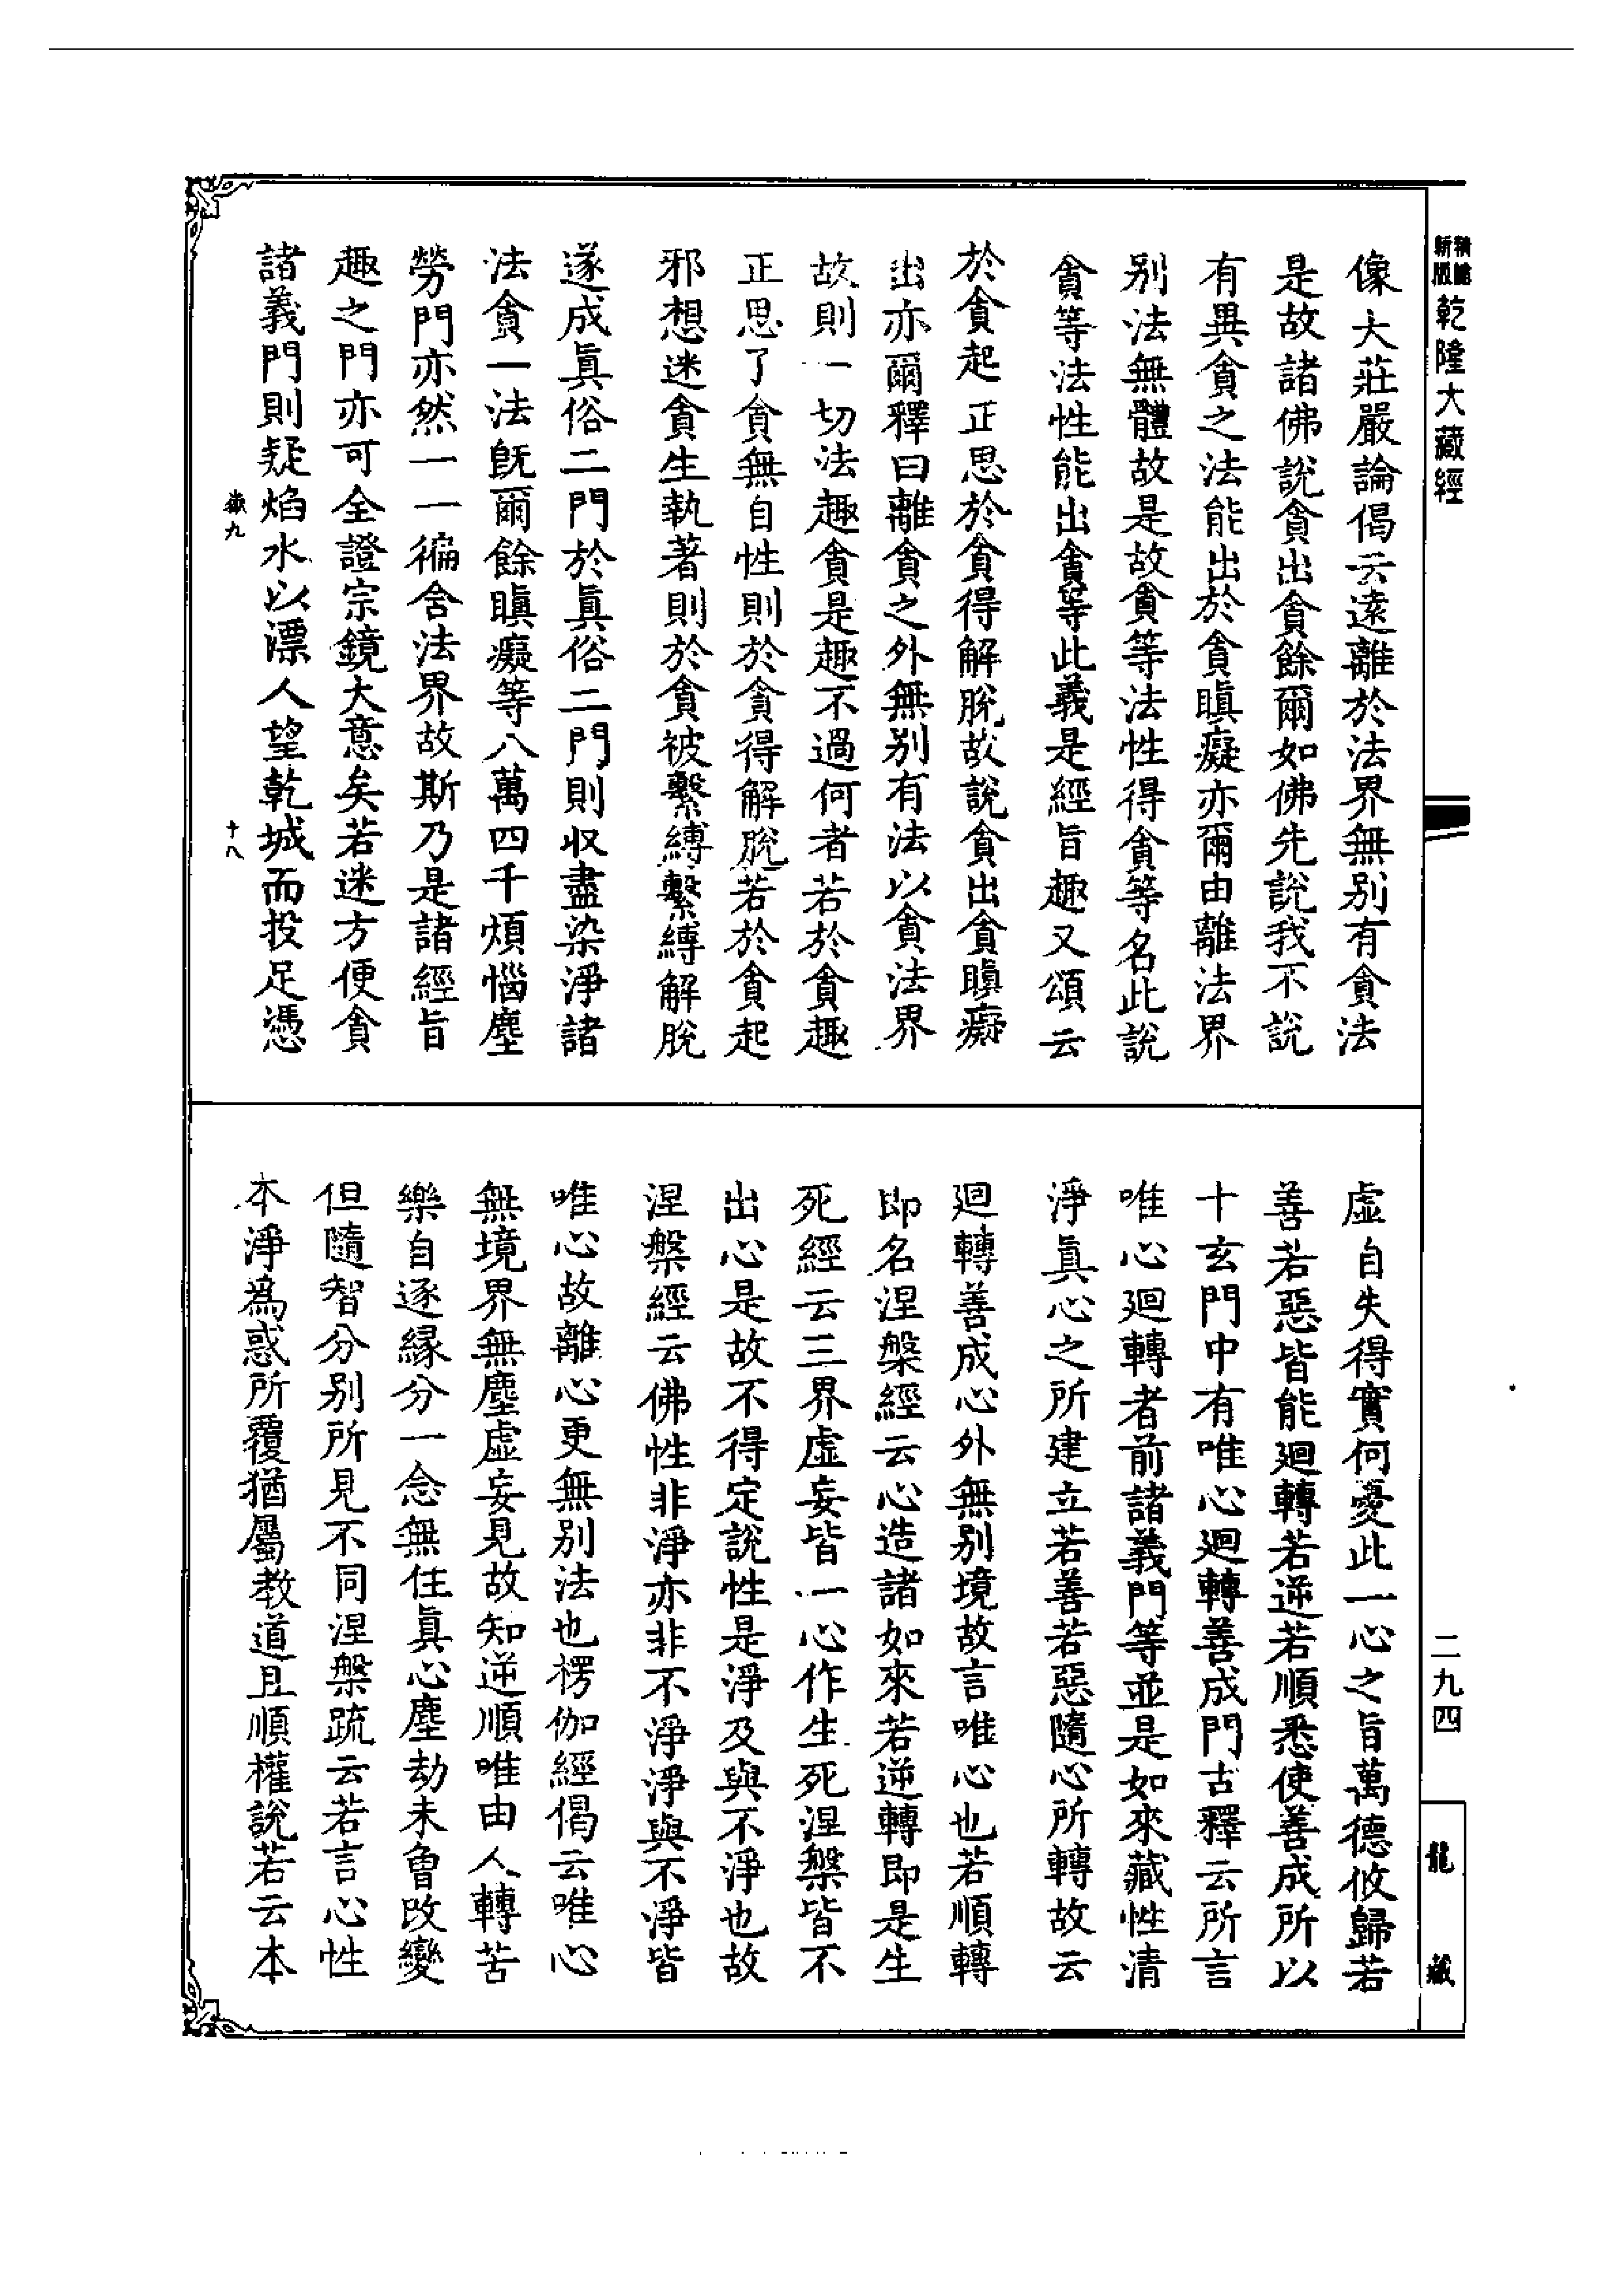 新版精縮乾隆大藏經
像大莊嚴論偈云遠離於法界無别有貪法
是故諸佛說貪出貪餘爾如佛先說我不說
有異貪之法能出於貪瞋癡亦爾由離法界
别法無體故是故貪等法性得貪等名此說
貪等法性能出貪等此義是經旨趣又頌云
於貪起正思於貪得解脫故說貪出貪瞋癡
出亦爾釋曰離貪之外無别有法以貪法界
故則一切法趣貪是趣不過何者若於貪趣
正思了貪無自性則於貪得解脫若於貪起
邪想迷貪生執著則於貪被繫縛繫縛解脫
遂成眞俗二門於眞俗二門則収盡染淨諸
法貪一法旣爾餘瞋癡等八萬四千煩惱塵
勞門亦然一一徧舍法界故斯乃是諸經旨
趣之門亦可全證宗鏡大意矣若迷方便貪
諸義門則疑焰水以漂人望乾城而投足憑
嶽九
十八
虛自失得實何憂此一心之旨萬德攸歸若
善若惡皆能迴轉若逆若順悉使善成所以
十玄門中有唯心迴轉善成門古釋云所言
唯心迴轉者前諸義門等並是如來藏性清
淨眞心之所建立若善若惡隨心所轉故云
迴轉善成心外無别境故言唯心也若順轉
即名涅槃經云心造諸如來若逆轉即是生
死經云三界虛妄皆一心作生死涅槃皆不
出心是故不得定說性是淨及與不淨也故
涅槃經云佛性非淨亦非不淨淨與不淨皆
唯心故離心更無别法也楞伽經偈云唯心
無境界無塵虛妄見故知逆順唯由人轉苦
樂自逐緣分一念無住眞心塵劫未曾改變
但隨智分别所見不同涅槃疏云若言心性
本淨為惑所覆猶屬教道且順權說若云本
二九四
龍藏